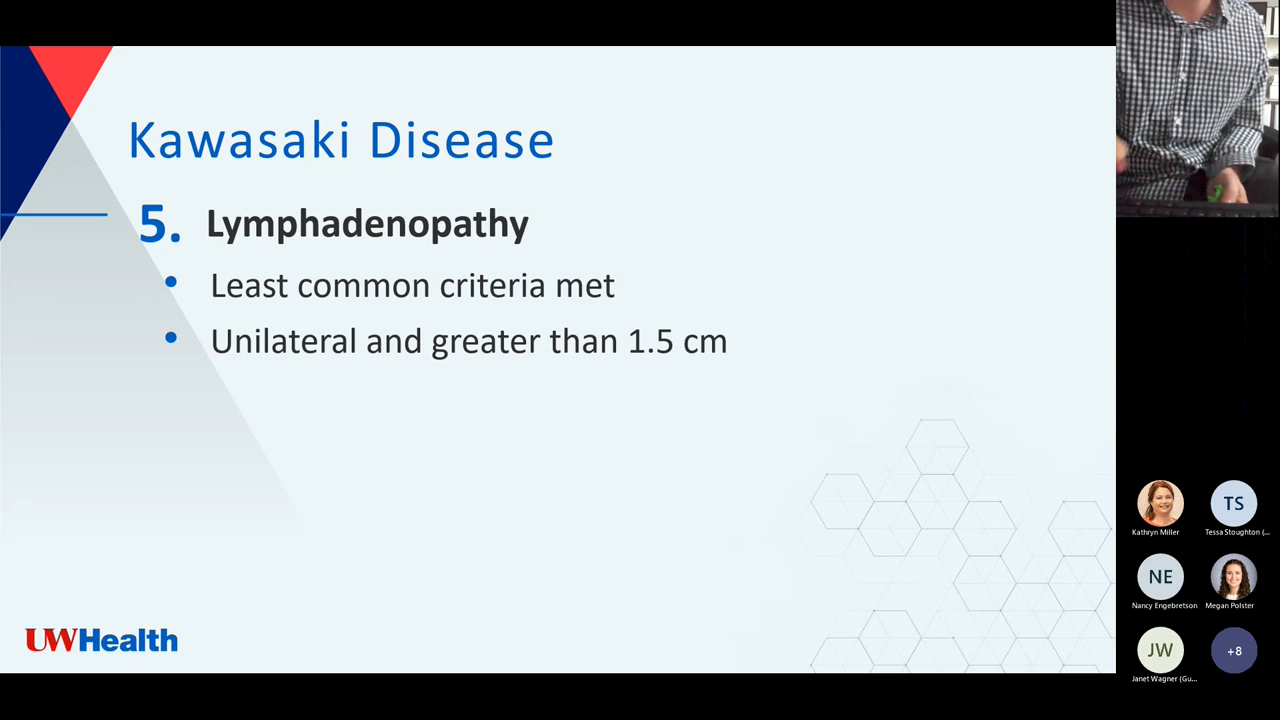 Kawasaki Disease
5. Lymphadenopathy
• Least common criteria met
• Unilateral and greater than 1.5 cm
UWHealth
Kathryn Miller
TS
Tessa Stoughton (...
NE
Nancy Engebretson
Megan Polster
JW
Janet Wagner (Gu...
+8